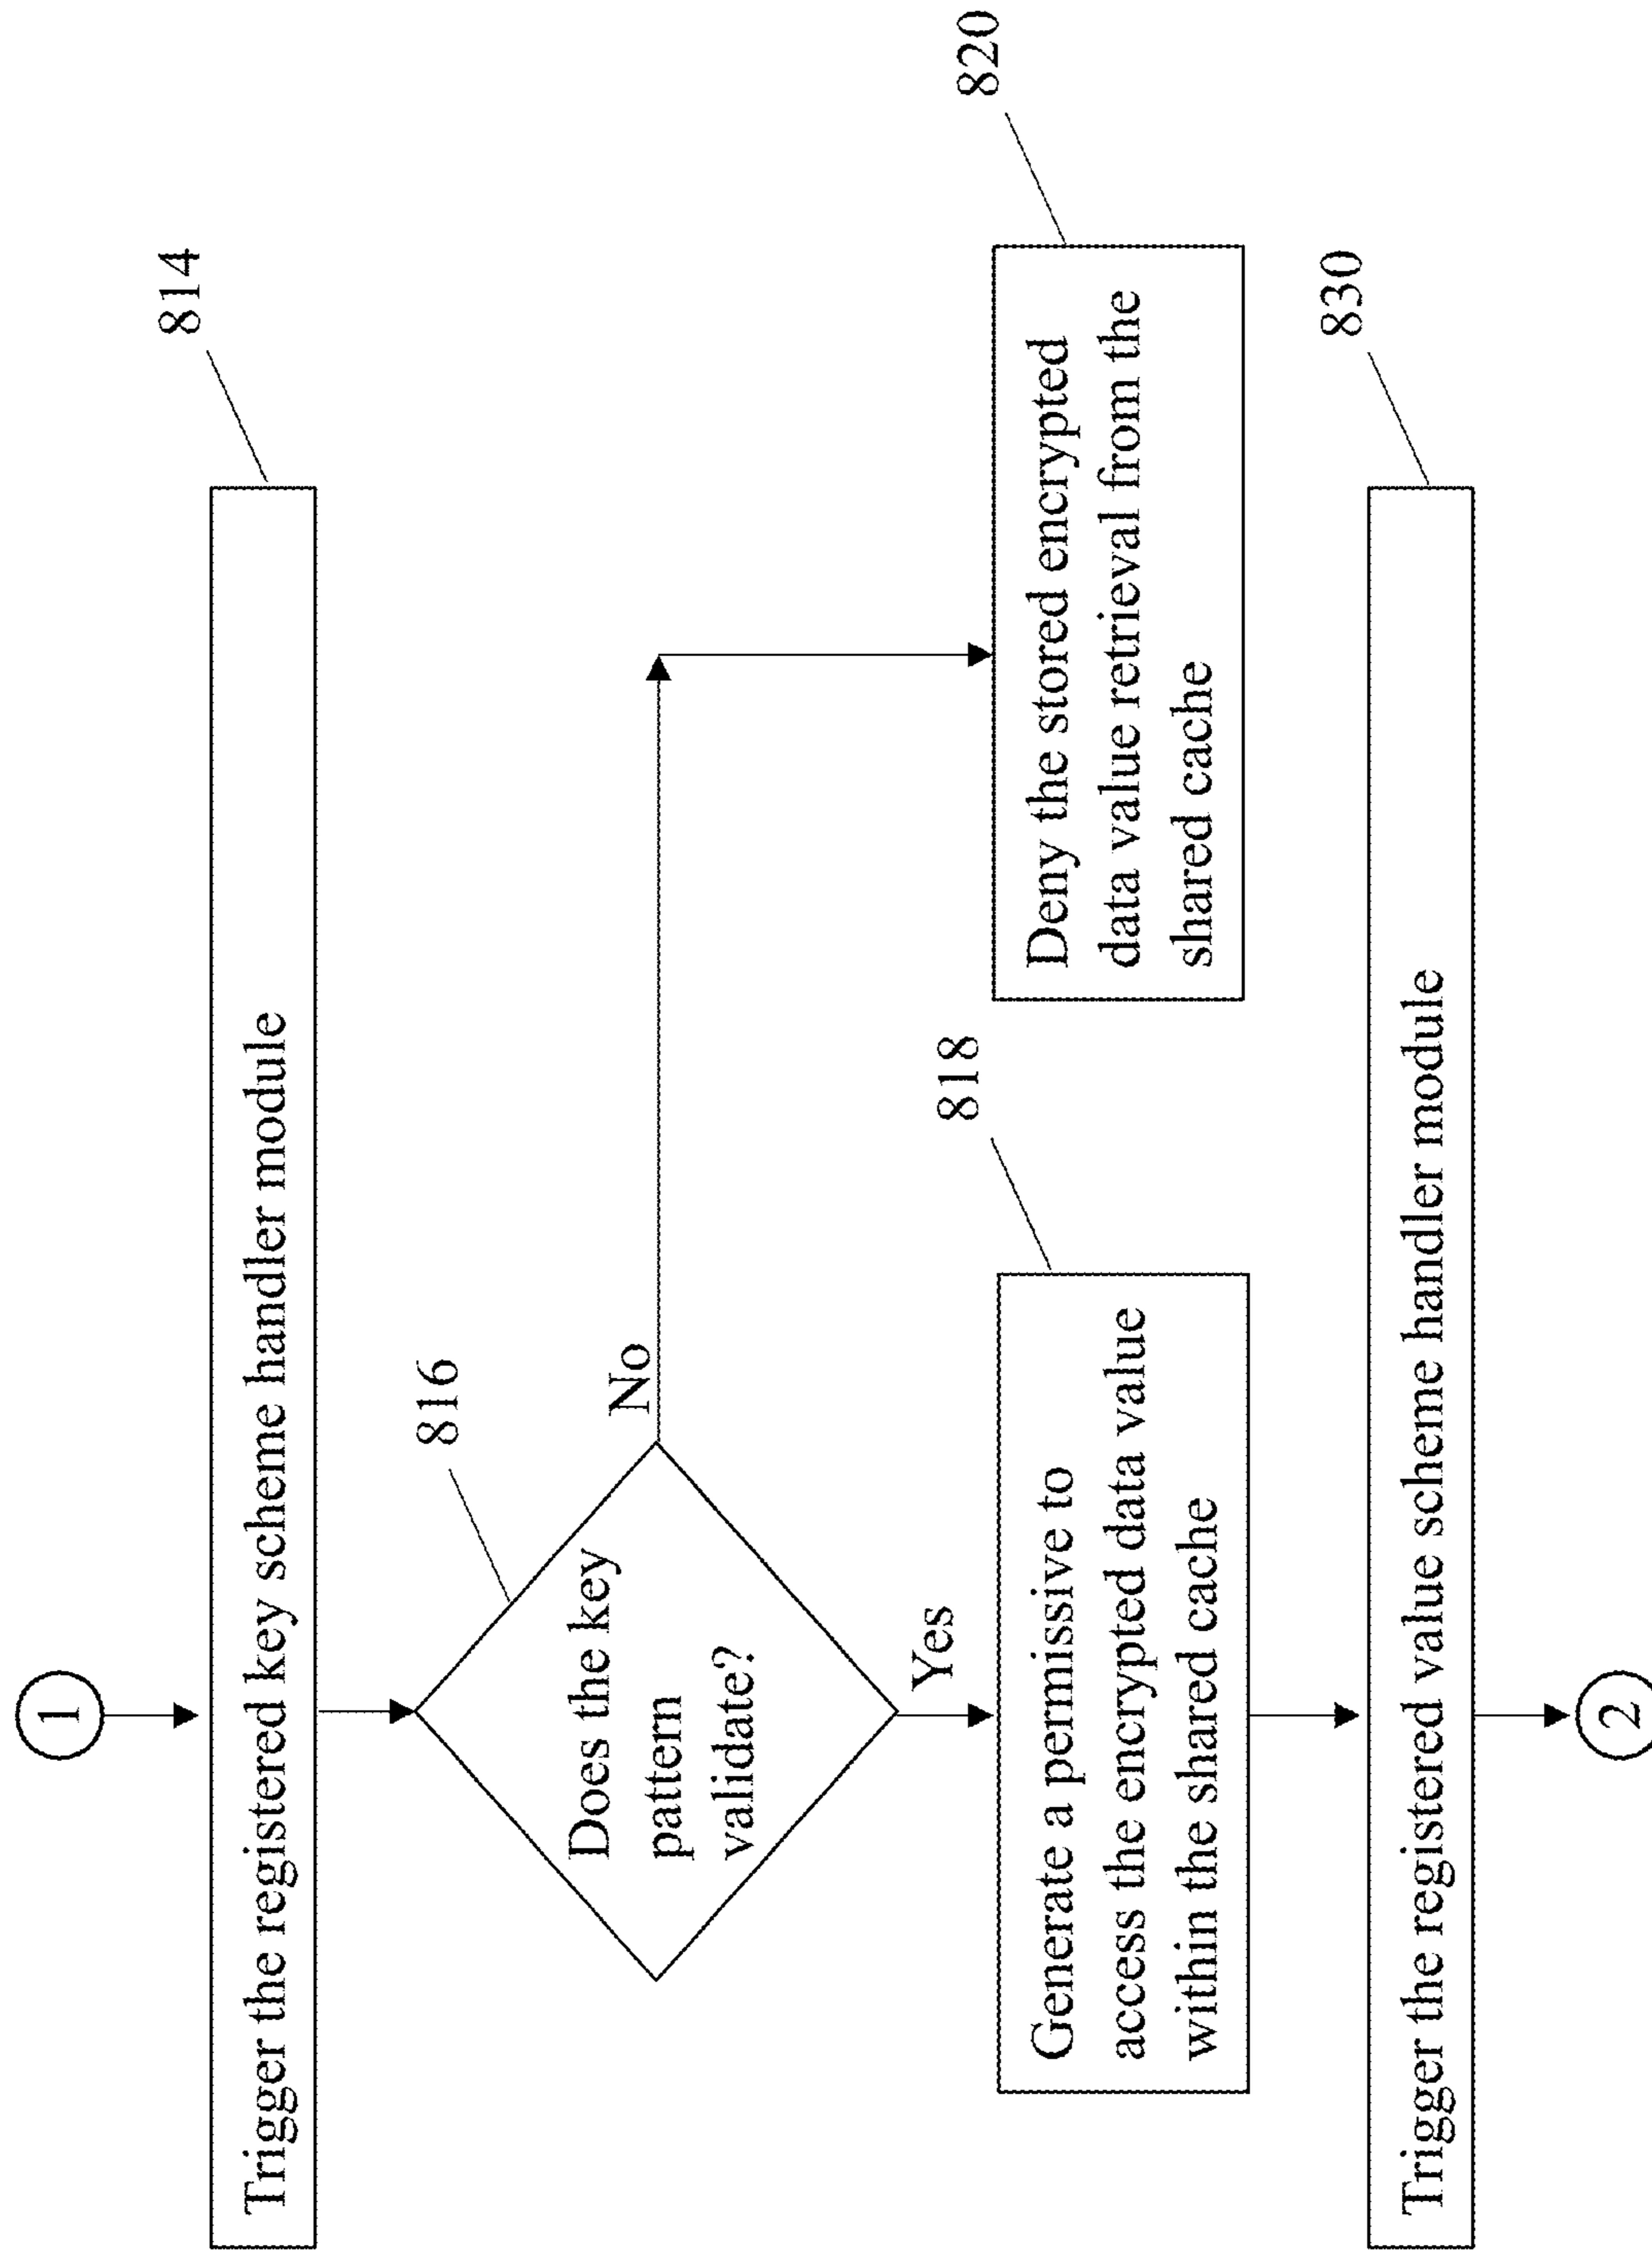 1
814
Trigger the registered key scheme handler module
816
Does the key
pattern
validate?
No
Yes
818
Generate a permissive to
access the encrypted data value
within the shared cache
820
Deny the stored encrypted
data value retrieval from the
shared cache
830
Trigger the registered value scheme handler module
2